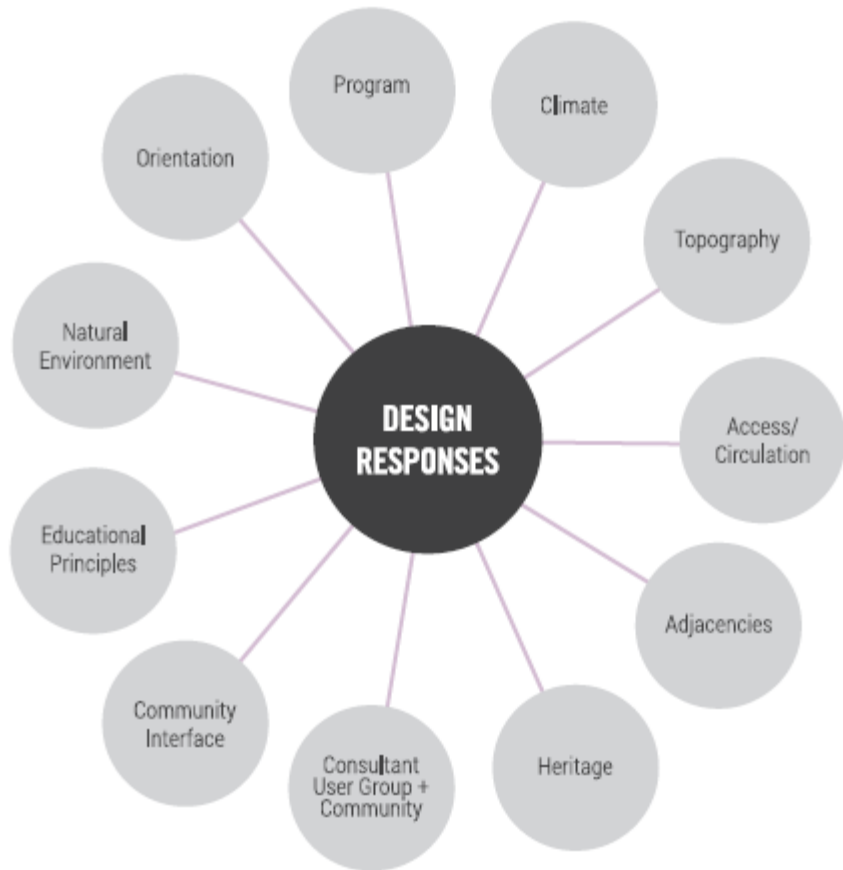 Program
Climate
Orientation
Topography
Natural
Environment
DESIGN
RESPONSES
Access/
Circulation
Educational
Principles
Adjacencies
Community
Interface
Consultant
User Group +
Community
Heritage